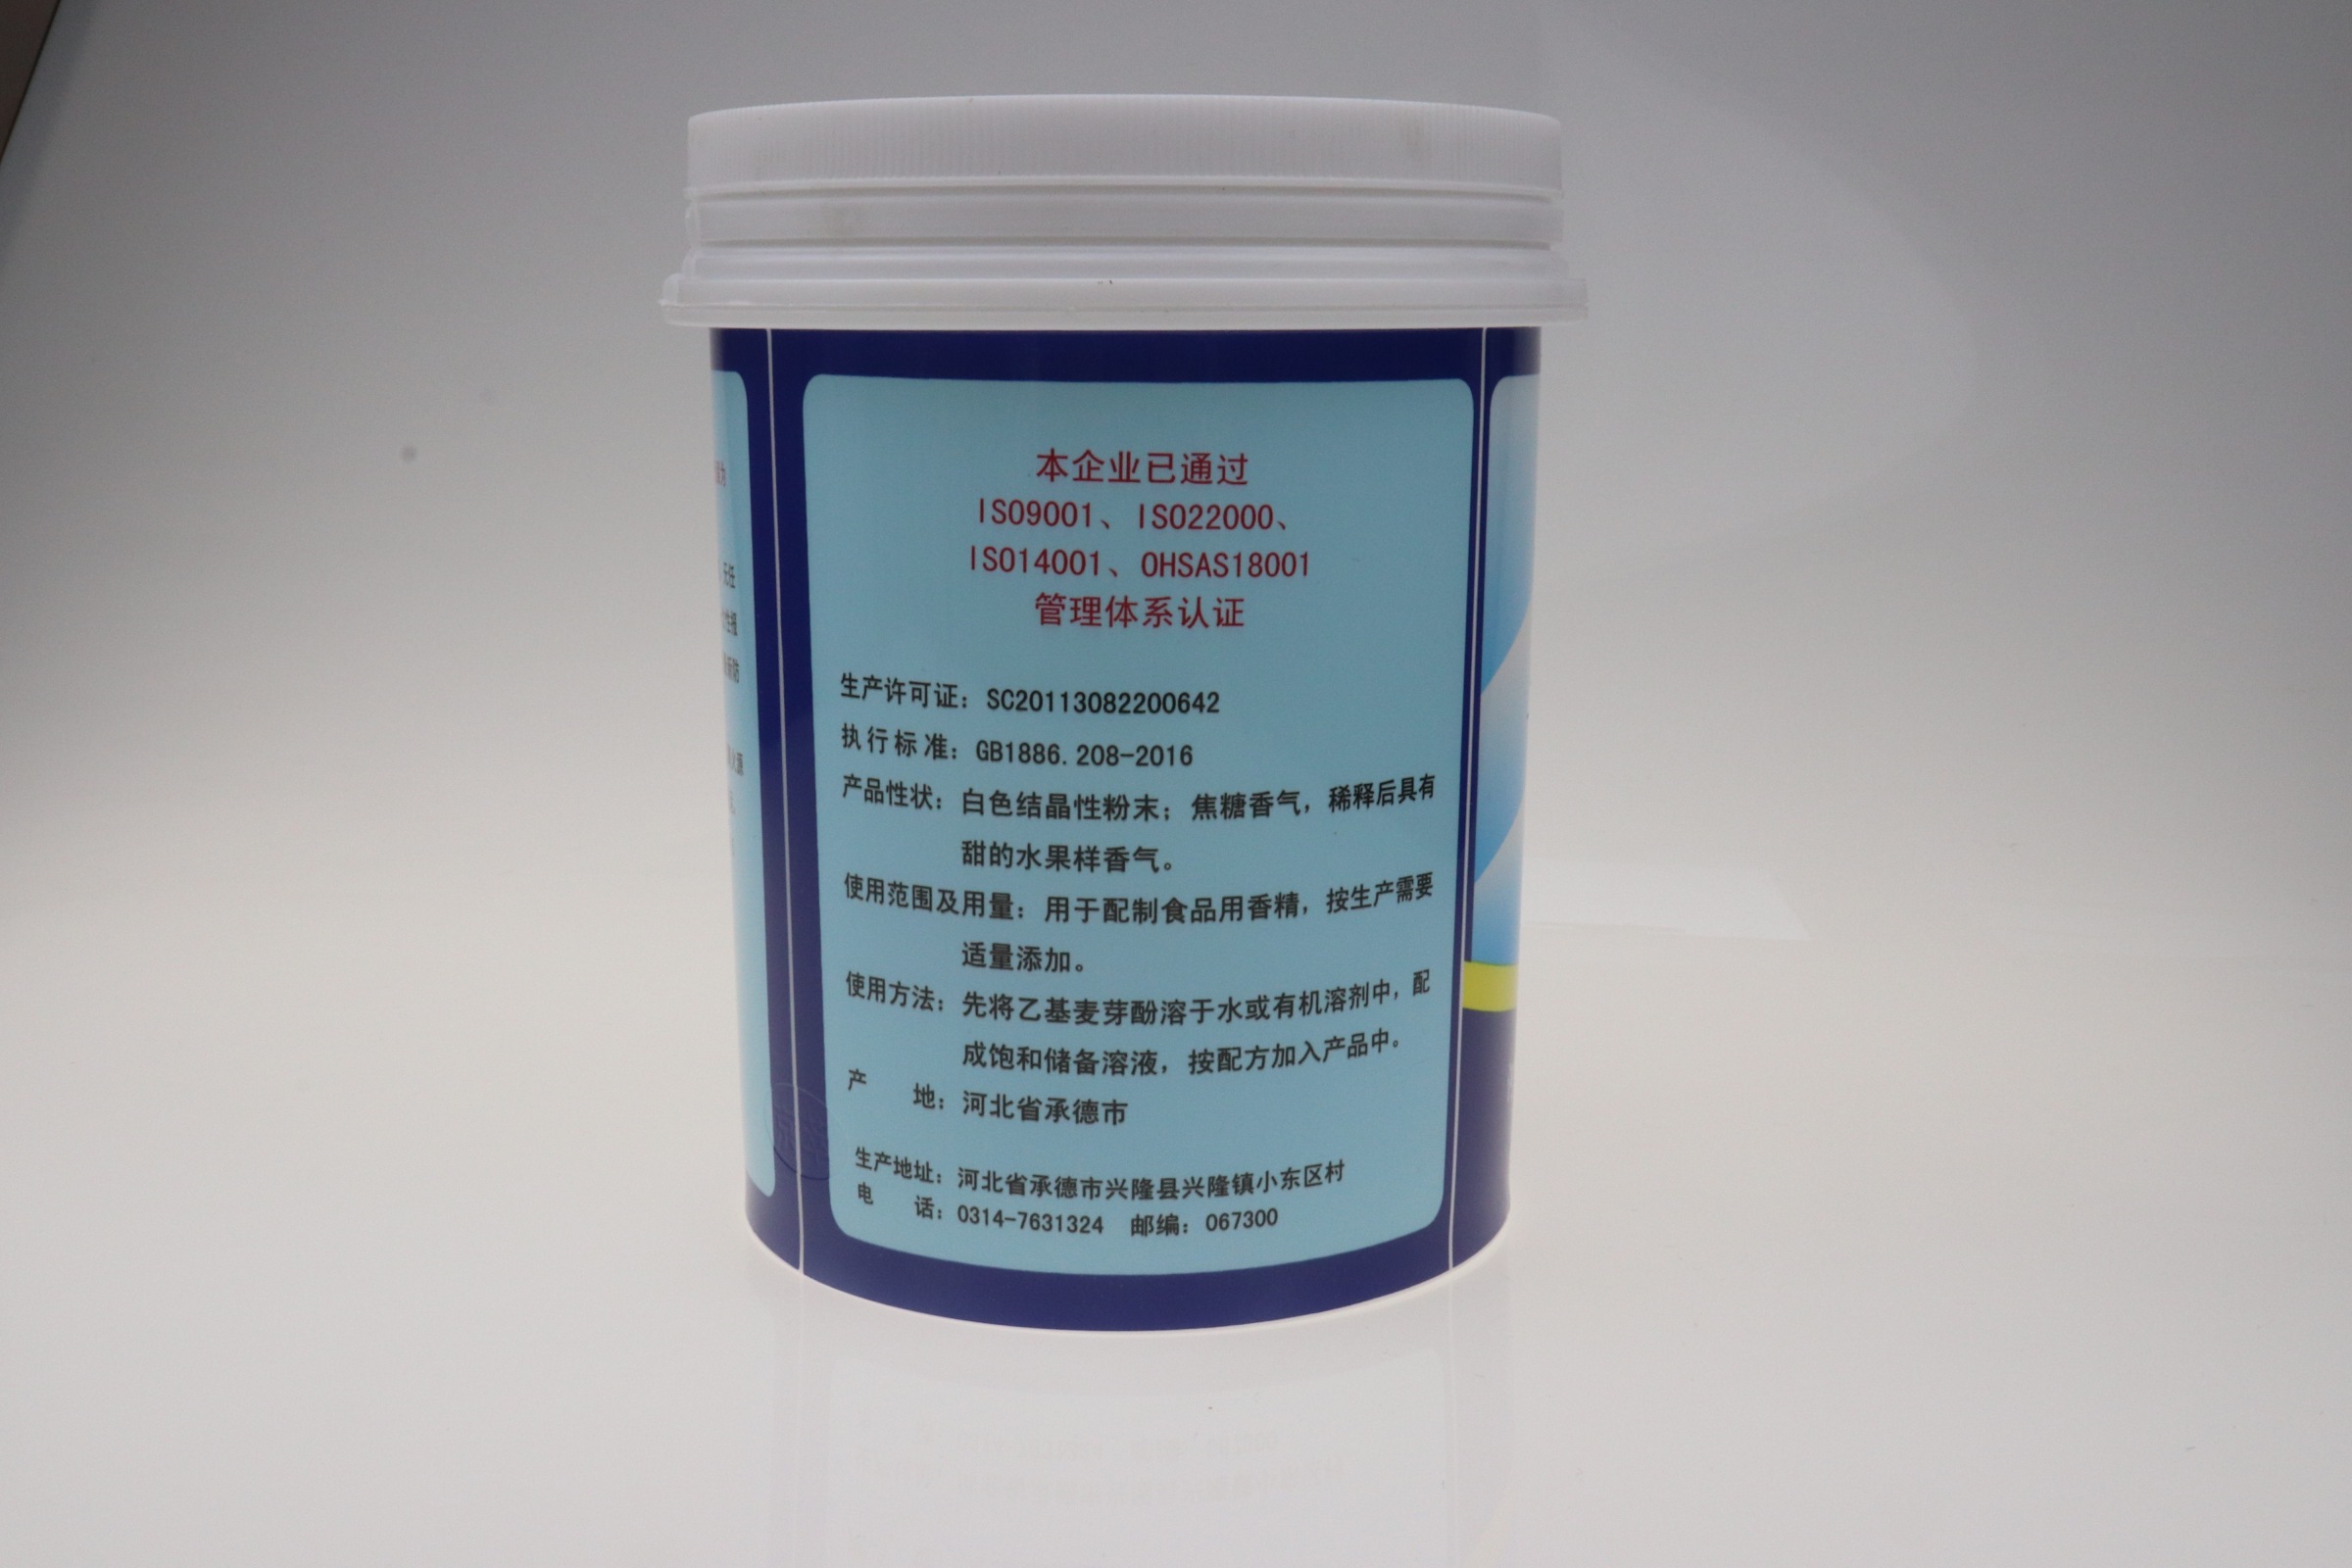 本企业已通过
ISO9001、ISO22000、
ISO14001、OHSAS18001
管理体系认证
生产许可证：SC20113082200642
执行标准：GB1886.208-2016
产品性状：白色结晶性粉末；焦糖香气，稀释后具有
甜的水果样香气。
使用范围及用量：用于配制食品用香精，按生产需要
适量添加。
使用方法：先将乙基麦芽酚溶于水或有机溶剂中，配
成饱和储备溶液，按配方加入产品中。
产 地：河北省承德市
生产地址：河北省承德市兴隆县兴隆镇小东区村
电 话：0314-7631324 邮编：067300